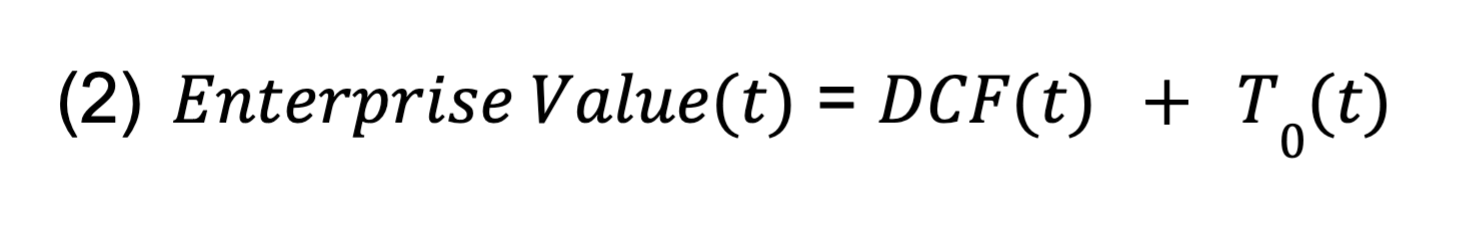 (2) Enterprise Value(t) = DCF(t) + T₀(t)